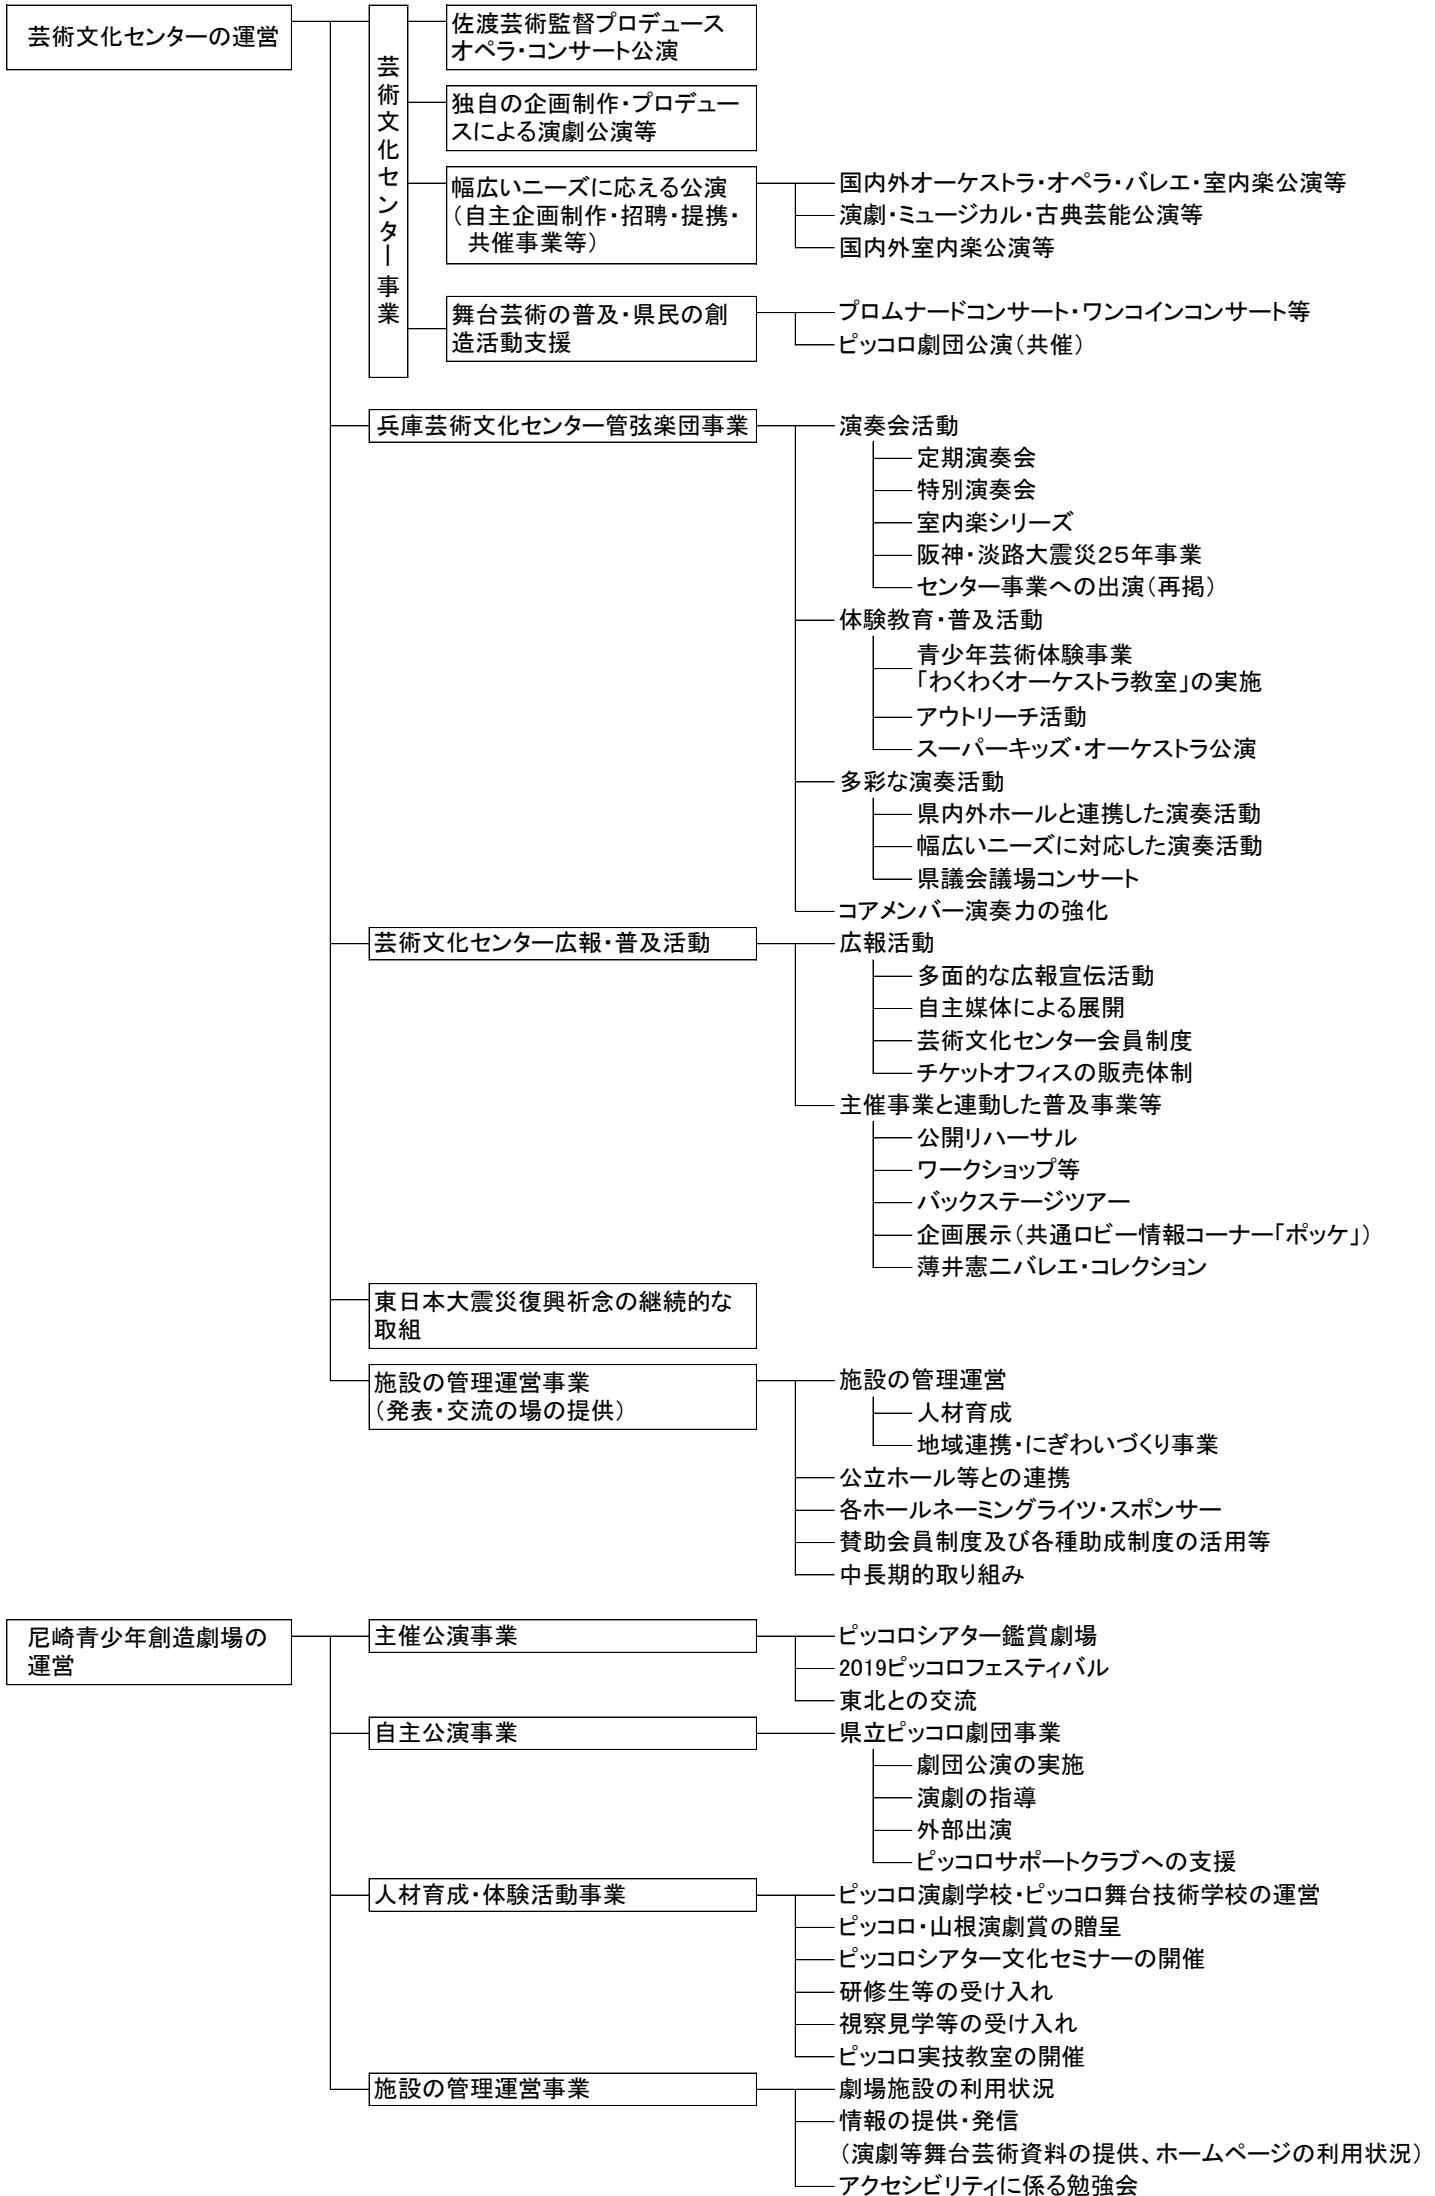 芸術文化センターの運営
芸術文化センター事業
佐渡芸術監督プロデュース
オペラ・コンサート公演
独自の企画制作・プロデュー
スによる演劇公演等
幅広いニーズに応える公演
（自主企画制作・招聘・提携・
共催事業等）
国内外オーケストラ・オペラ・バレエ・室内楽公演等
演劇・ミュージカル・古典芸能公演等
国内外室内楽公演等
舞台芸術の普及・県民の創
造活動支援
プロムナードコンサート・ワンコインコンサート等
ピッコロ劇団公演（共催）
兵庫芸術文化センター管弦楽団事業
演奏会活動
定期演奏会
特別演奏会
室内楽シリーズ
阪神・淡路大震災２５年事業
センター事業への出演（再掲）
体験教育・普及活動
青少年芸術体験事業
「わくわくオーケストラ教室」の実施
アウトリーチ活動
スーパーキッズ・オーケストラ公演
多彩な演奏活動
県内外ホールと連携した演奏活動
幅広いニーズに対応した演奏活動
県議会議場コンサート
コアメンバー演奏力の強化
芸術文化センター広報・普及活動
広報活動
多面的な広報宣伝活動
自主媒体による展開
芸術文化センター会員制度
チケットオフィスの販売体制
主催事業と連動した普及事業等
公開リハーサル
ワークショップ等
バックステージツアー
企画展示（共通ロビー情報コーナー「ポッケ」）
薄井憲二バレエ・コレクション
東日本大震災復興祈念の継続的な
取組
施設の管理運営事業
（発表・交流の場の提供）
施設の管理運営
人材育成
地域連携・にぎわいづくり事業
公立ホール等との連携
各ホールネーミングライツ・スポンサー
賛助会員制度及び各種助成制度の活用等
中長期的取り組み
尼崎青少年創造劇場の
運営
主催公演事業
ピッコロシアター鑑賞劇場
2019ピッコロフェスティバル
東北との交流
自主公演事業
県立ピッコロ劇団事業
劇団公演の実施
演劇の指導
外部出演
ピッコロサポートクラブへの支援
人材育成・体験活動事業
ピッコロ演劇学校・ピッコロ舞台技術学校の運営
ピッコロ・山根演劇賞の贈呈
ピッコロシアター文化セミナーの開催
研修生等の受け入れ
視察見学等の受け入れ
ピッコロ実技教室の開催
施設の管理運営事業
劇場施設の利用状況
情報の提供・発信
（演劇等舞台芸術資料の提供、ホームページの利用状況）
アクセシビリティに係る勉強会